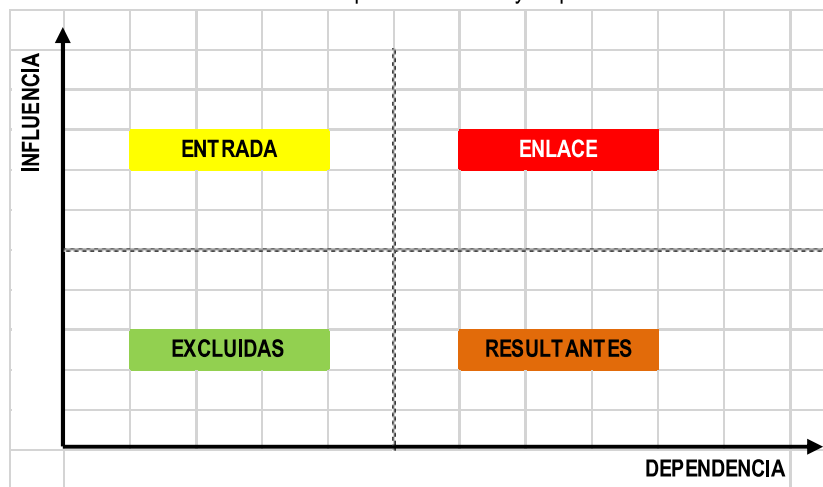 INFLUENCIA
ENTRADA
ENLACE
EXCLUIDAS
RESULTANTES
DEPENDENCIA